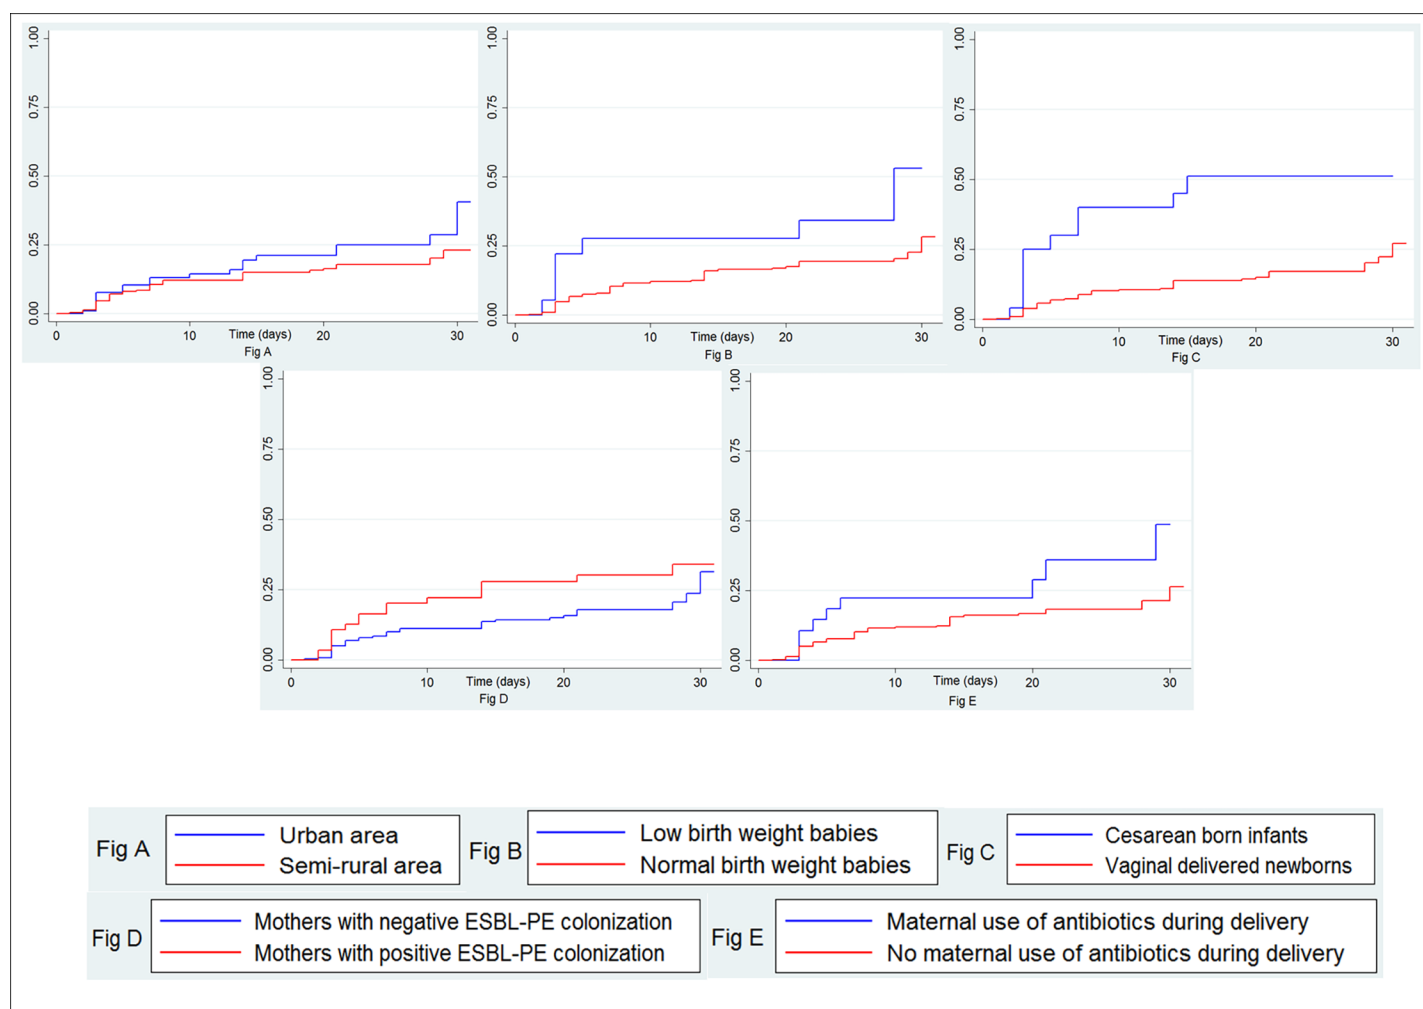 1.00
0.75
0.50
0.25
0.00
0 10 20 30
Time (days)
Fig A
1.00
0.75
0.50
0.25
0.00
0 10 20 30
Time (days)
Fig B
1.00
0.75
0.50
0.25
0.00
0 10 20 30
Time (days)
Fig C
1.00
0.75
0.50
0.25
0.00
0 10 20 30
Time (days)
Fig D
1.00
0.75
0.50
0.25
0.00
0 10 20 30
Time (days)
Fig E
Fig A
Urban area
Semi-rural area
Fig B
Low birth weight babies
Normal birth weight babies
Fig C
Cesarean born infants
Vaginal delivered newborns
Fig D
Mothers with negative ESBL-PE colonization
Mothers with positive ESBL-PE colonization
Fig E
Maternal use of antibiotics during delivery
No maternal use of antibiotics during delivery